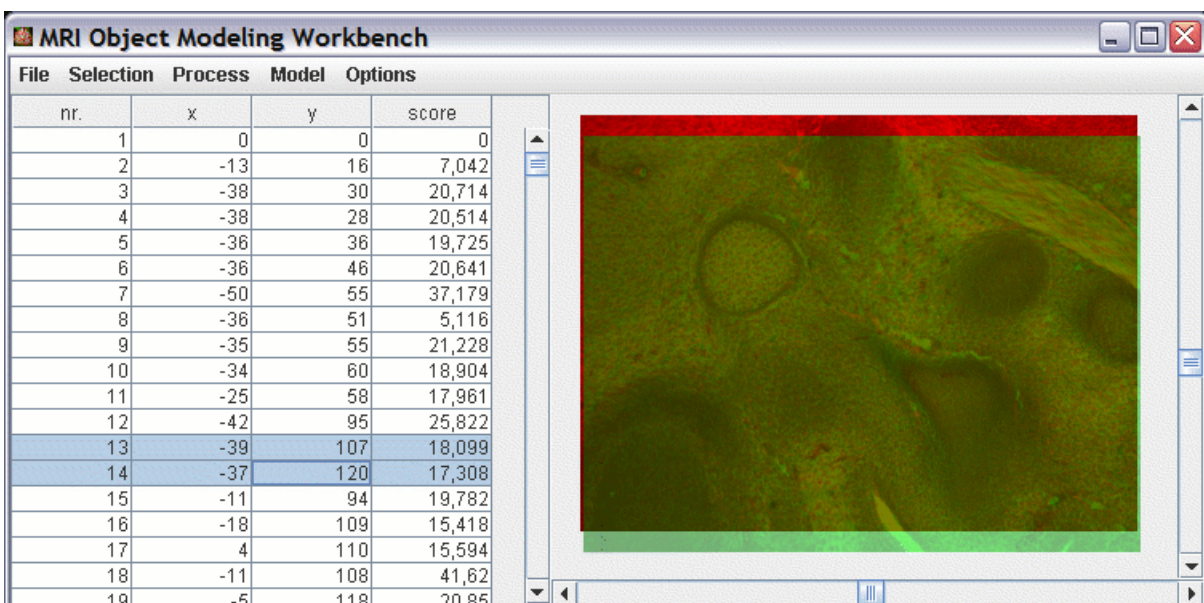 MRI Object Modeling Workbench
File Selection Process Model Options
nr. x y score
1 0 0 0
2 -13 16 7,042
3 -38 30 20,714
4 -38 28 20,514
5 -36 36 19,725
6 -36 46 20,641
7 -50 55 37,179
8 -36 51 5,116
9 -35 55 21,228
10 -34 60 18,904
11 -25 58 17,961
12 -42 95 25,822
13 -39 107 18,099
14 -37 120 17,308
15 -11 94 19,782
16 -18 109 15,418
17 4 110 15,594
18 -11 108 41,62
19 -5 118 20,85